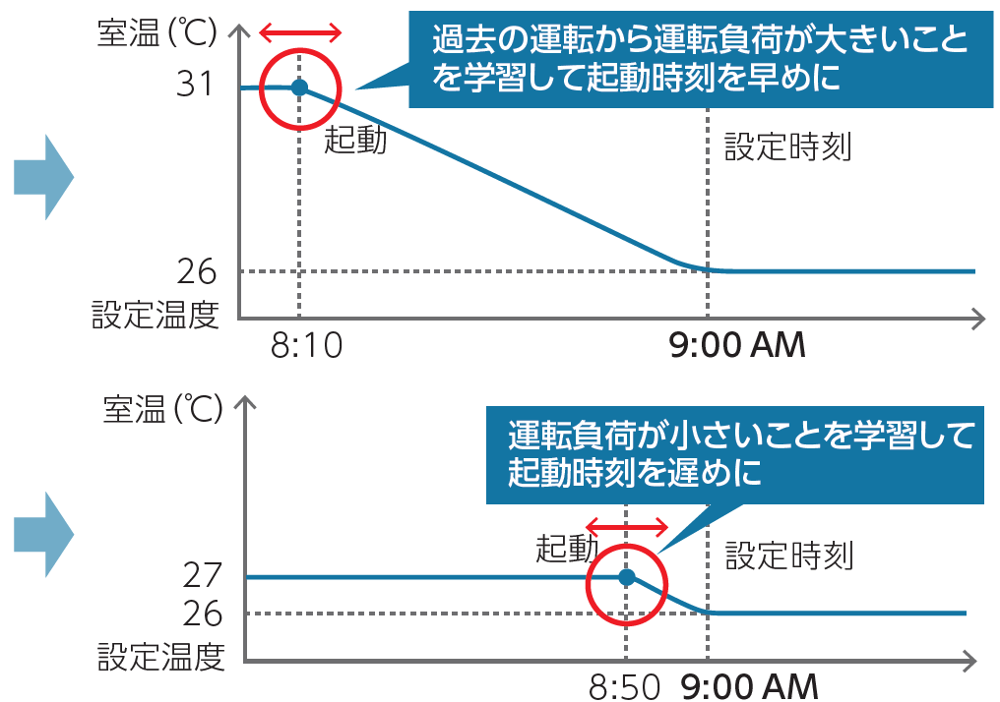 室温(℃)
過去の運転から運転負荷が大きいこと
を学習して起動時刻を早めに
31
起動
設定時刻
26
設定温度
8:10
9:00 AM
室温(℃)
運転負荷が小さいことを学習して
起動時刻を遅めに
起動
設定時刻
27
26
設定温度
8:50
9:00 AM